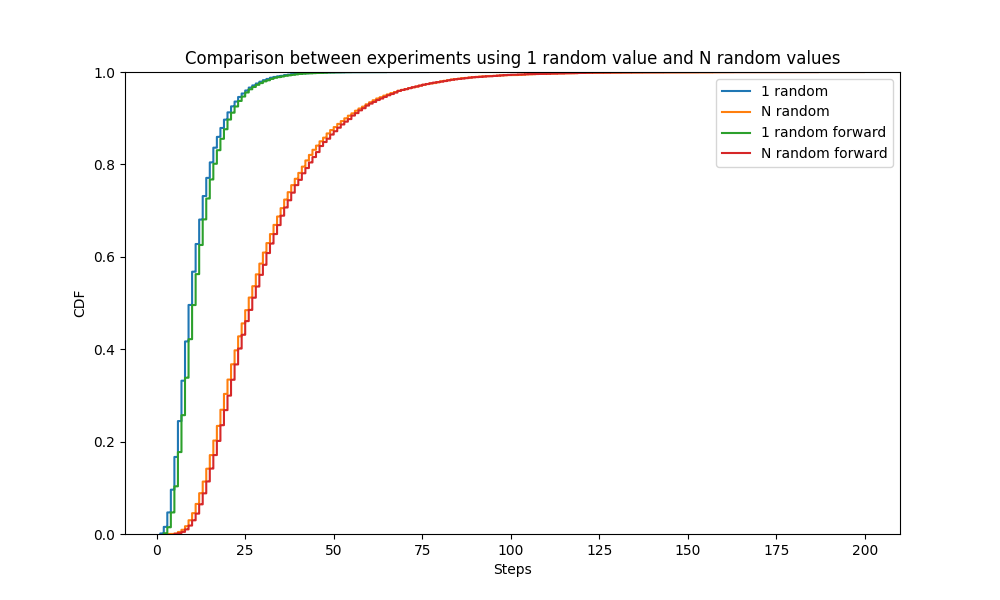 Comparison between experiments using 1 random value and N random values
1.0
0.8
0.6
0.4
0.2
0.0
CDF
1 random
N random
1 random forward
N random forward
0 25 50 75 100 125 150 175 200
Steps